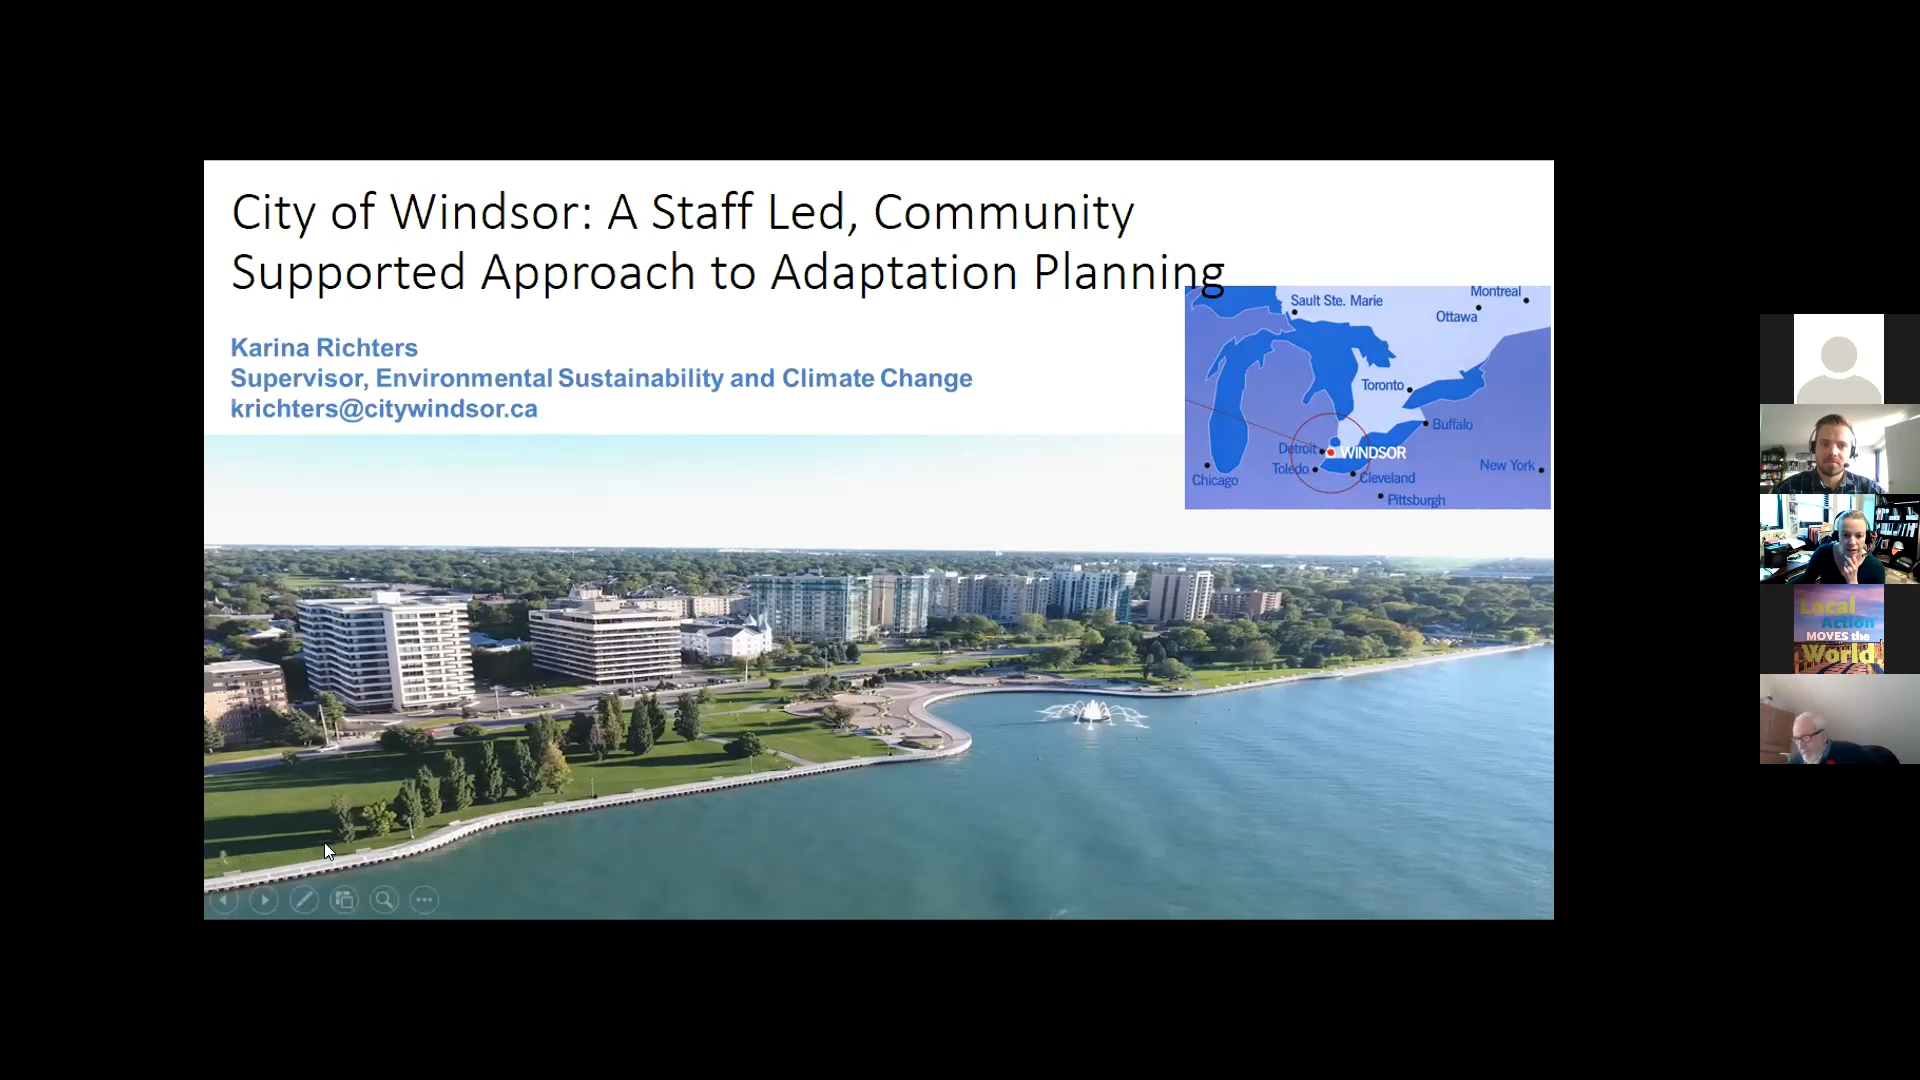 City of Windsor: A Staff Led, Community
Supported Approach to Adaptation Planning
Karina Richters
Supervisor, Environmental Sustainability and Climate Change
krichters@citywindsor.ca
Sault Ste. Marie
Montreal
Ottawa
Toronto
Buffalo
Detroit
WINDSOR
Toledo
New York
Chicago
Cleveland
Pittsburgh
Local
Action
MOVES the
World.